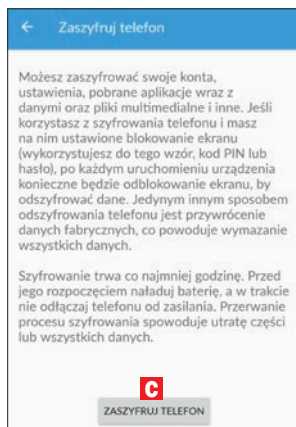 ← Zaszyfruj telefon
Możesz zaszyfrować swoje konta,
ustawienia, pobrane aplikacje wraz z
danymi oraz pliki multimedialne i inne. Jeśli
korzystasz z szyfrowania telefonu i masz
na nim ustawione blokowanie ekranu
(wykorzystujesz do tego wzór, kod PIN lub
hasło), po każdym uruchomieniu urządzenia
konieczne będzie odblokowanie ekranu, by
odszyfrować dane. Jedynym innym sposobem
odszyfrowania telefonu jest przywrócenie
danych fabrycznych, co powoduje wymazanie
wszystkich danych.
Szyfrowanie trwa co najmniej godzinę. Przed
jego rozpoczęciem naładuj baterię, a w trakcie
nie odłączaj telefonu od zasilania. Przerwanie
procesu szyfrowania spowoduje utratę części
lub wszystkich danych.
C
ZASZYFRUJ TELEFON